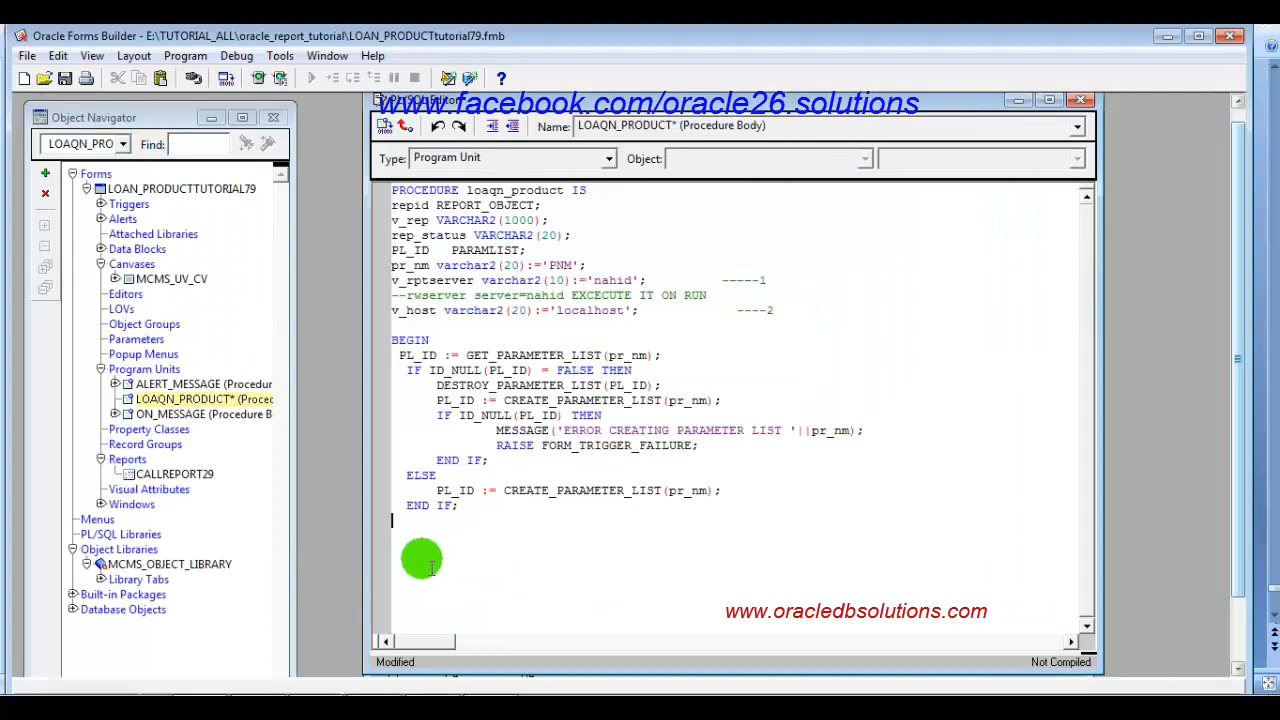 Oracle Forms Builder - E:\TUTORIAL_ALL\oracle_report_tutorial\LOAN_PRODUCTtutorial79.fmb
File Edit View Layout Program Debug Tools Window Help
www.facebook.com/oracle26.solutions
Object Navigator
LOAQN_PRO Find:
Forms
LOAN_PRODUCTTUTORIAL79
Triggers
Alerts
Attached Libraries
Data Blocks
Canvases
MCMS_UV_CV
Editors
LOVs
Object Groups
Parameters
Popup Menus
Program Units
ALERT_MESSAGE (Procedur
LOAQN_PRODUCT* (Proced
ON_MESSAGE (Procedure B
Property Classes
Record Groups
Reports
CALLREPORT29
Visual Attributes
Windows
Menus
PL/SQL Libraries
Object Libraries
MCMS_OBJECT_LIBRARY
Library Tabs
Built-in Packages
Database Objects
Name: LOAQN_PRODUCT* (Procedure Body)
Type: Program Unit Object:
PROCEDURE loaqn_product IS
repid REPORT_OBJECT;
v_rep VARCHAR2(1000);
rep_status VARCHAR2(20);
PL_ID PARAMLIST;
pr_nm varchar2(20):='PNM';
v_rptserver varchar2(10):='nahid'; -----1
--rwserver server=nahid EXCECUTE IT ON RUN
v_host varchar2(20):='localhost'; ----2
BEGIN
PL_ID := GET_PARAMETER_LIST(pr_nm);
IF ID_NULL(PL_ID) = FALSE THEN
DESTROY_PARAMETER_LIST(PL_ID);
PL_ID := CREATE_PARAMETER_LIST(pr_nm);
IF ID_NULL(PL_ID) THEN
MESSAGE('ERROR CREATING PARAMETER LIST '||pr_nm);
RAISE FORM_TRIGGER_FAILURE;
END IF;
ELSE
PL_ID := CREATE_PARAMETER_LIST(pr_nm);
END IF;
www.oracledbsolutions.com
Modified Not Compiled